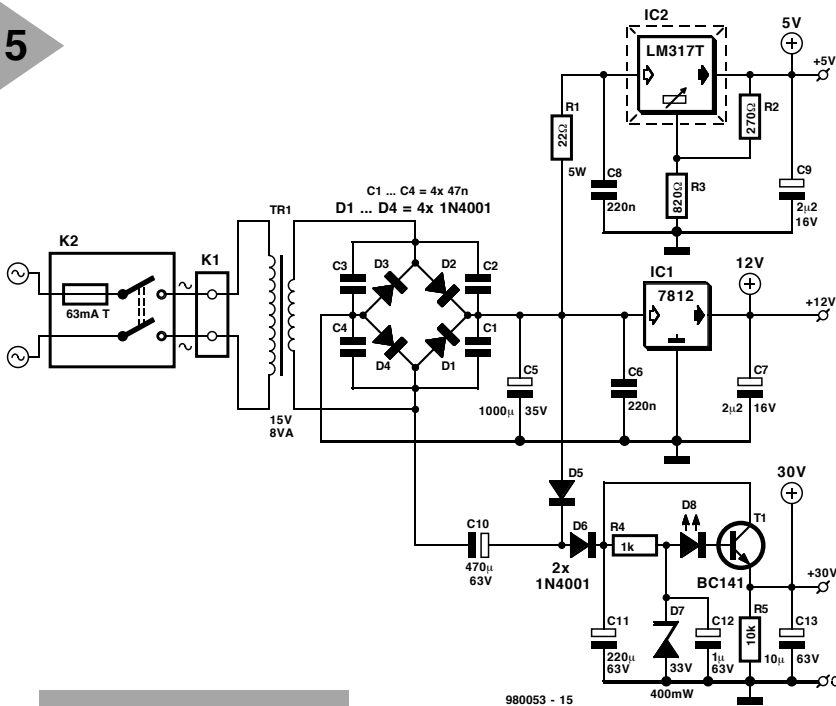 5
IC2
LM317T
5V
+5V
R1
22Ω
5W
C8
220n
R2
270Ω
R3
820Ω
C9
2µ2
16V
K2
63mA T
K1
TR1
15V
8VA
C1 ... C4 = 4x 47n
D1 ... D4 = 4x 1N4001
C3
D3
D2
C2
C4
D4
D1
C1
C5
1000µ 35V
C6
220n
IC1
7812
12V
+12V
C7
2µ2 16V
C10
470µ
63V
D5
D6
2x
1N4001
R4
1k
D8
T1
BC141
30V
+30V
C11
220µ
63V
D7
33V
400mW
C12
1µ
63V
R5
10k
C13
10µ 63V
980053 - 15